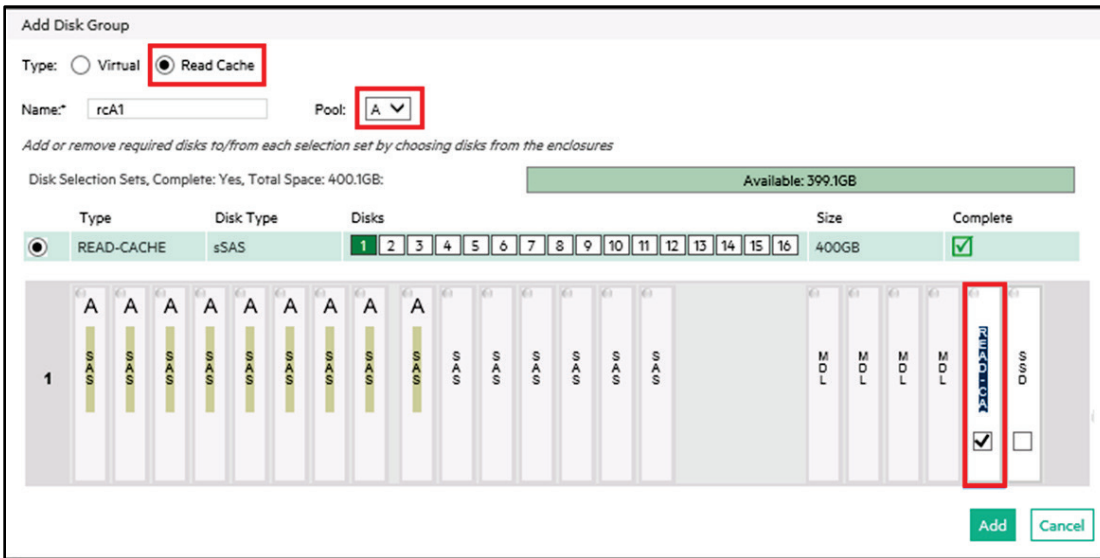 Add Disk Group
Type: Virtual Read Cache
Name:* rcA1 Pool: A
Add or remove required disks to/from each selection set by choosing disks from the enclosures
Disk Selection Sets, Complete: Yes, Total Space: 400.1GB: Available: 399.1GB
Type Disk Type Disks Size Complete
READ-CACHE sSAS 1 2 3 4 5 6 7 8 9 10 11 12 13 14 15 16 400GB
A A A A A A A A A
1 SAS SAS SAS SAS SAS SAS SAS SAS SAS SAS SAS SAS SAS SAS SAS MDL MDL MDL MDL READ-CA SSD
Add Cancel